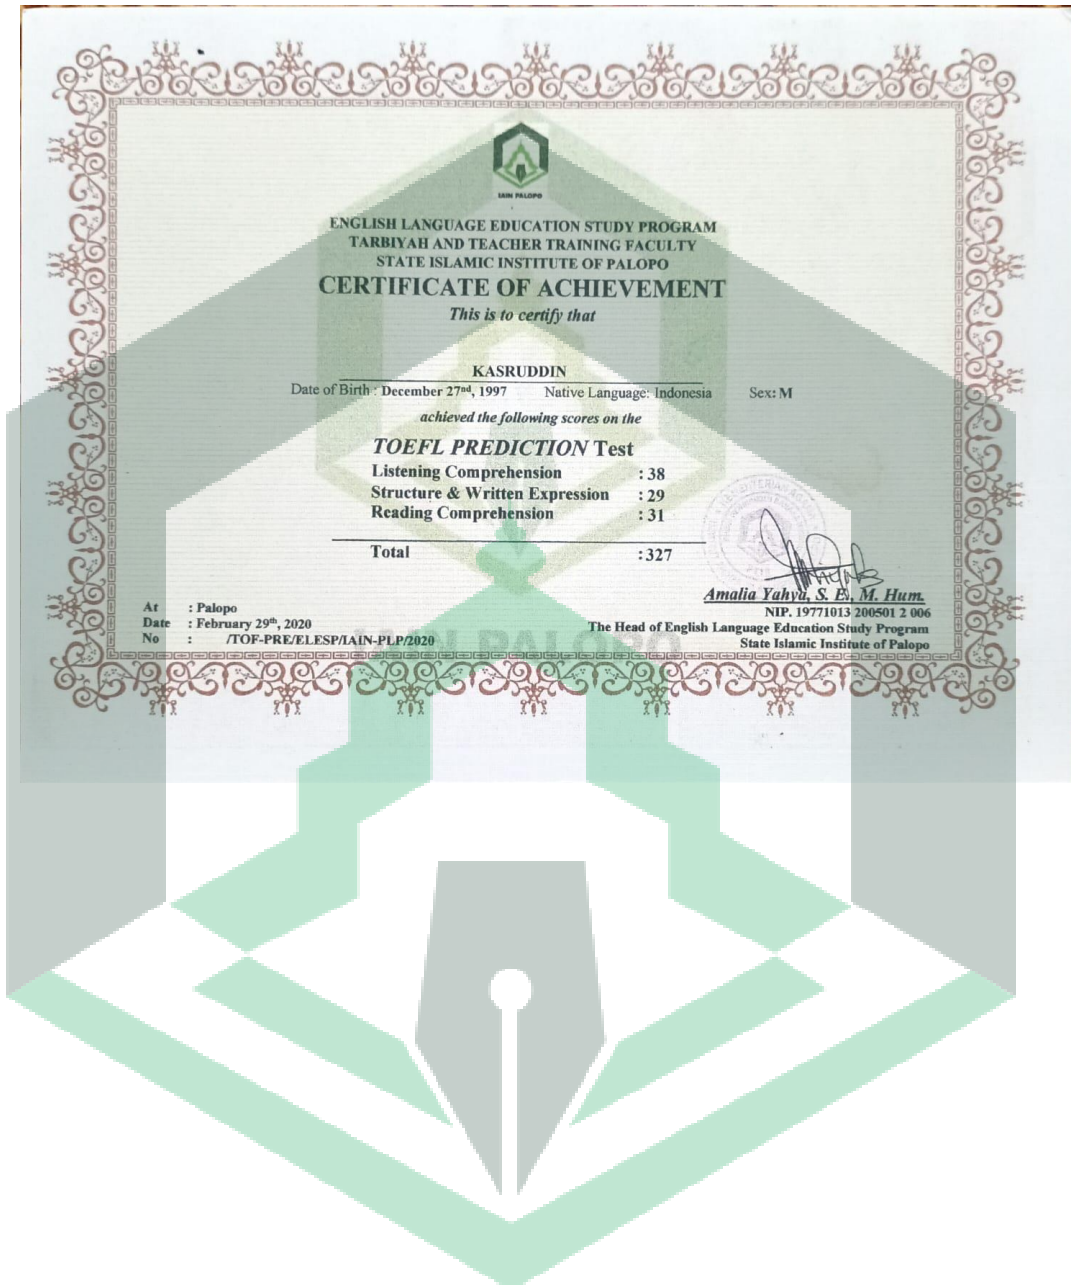 IAIN PALOPO
ENGLISH LANGUAGE EDUCATION STUDY PROGRAM
TARBIYAH AND TEACHER TRAINING FACULTY
STATE ISLAMIC INSTITUTE OF PALOPO
CERTIFICATE OF ACHIEVEMENT
This is to certify that
KASRUDDIN
Date of Birth : December 27nd, 1997 Native Language: Indonesia Sex: M
achieved the following scores on the
TOEFL PREDICTION Test
Listening Comprehension : 38
Structure & Written Expression : 29
Reading Comprehension : 31
Total : 327
Amalia Yahya, S. E., M. Hum.
NIP. 19771013 200501 2 006
The Head of English Language Education Study Program
State Islamic Institute of Palopo
At : Palopo
Date : February 29th, 2020
No : /TOF-PRE/ELESP/IAIN-PLP/2020
IAIN PALOPO